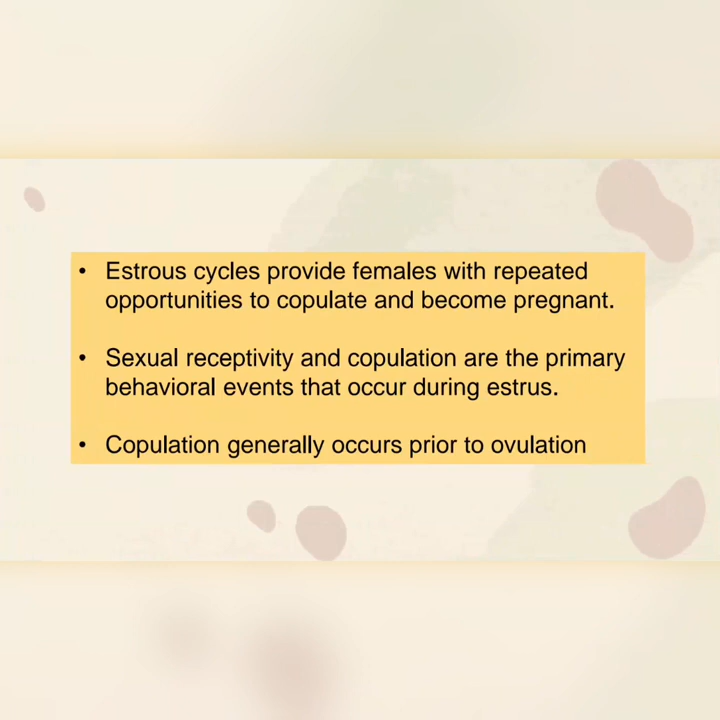 • Estrous cycles provide females with repeated
opportunities to copulate and become pregnant.
• Sexual receptivity and copulation are the primary
behavioral events that occur during estrus.
• Copulation generally occurs prior to ovulation